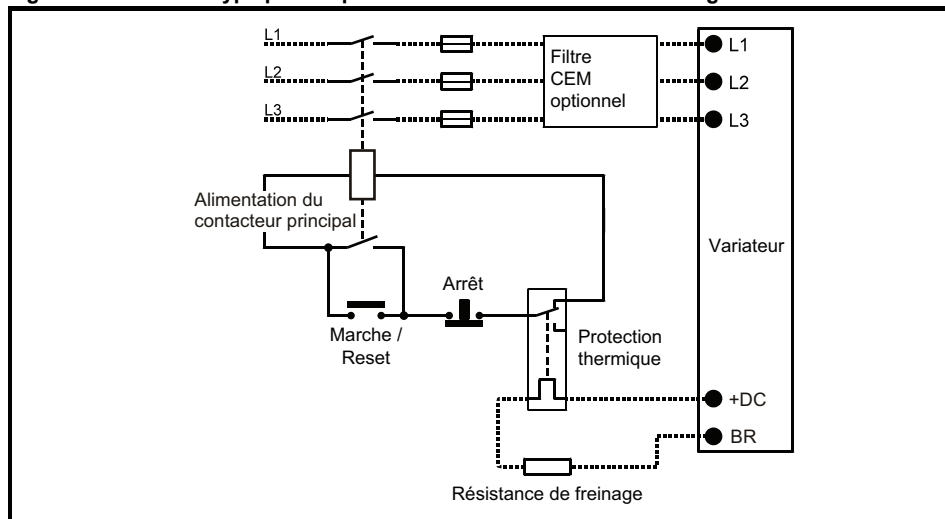 L1
L2
L3
Filtre
CEM
optionnel
L1
L2
L3
Alimentation du
contacteur principal
Variateur
Arrêt
Marche /
Reset
Protection
thermique
+DC
BR
Résistance de freinage